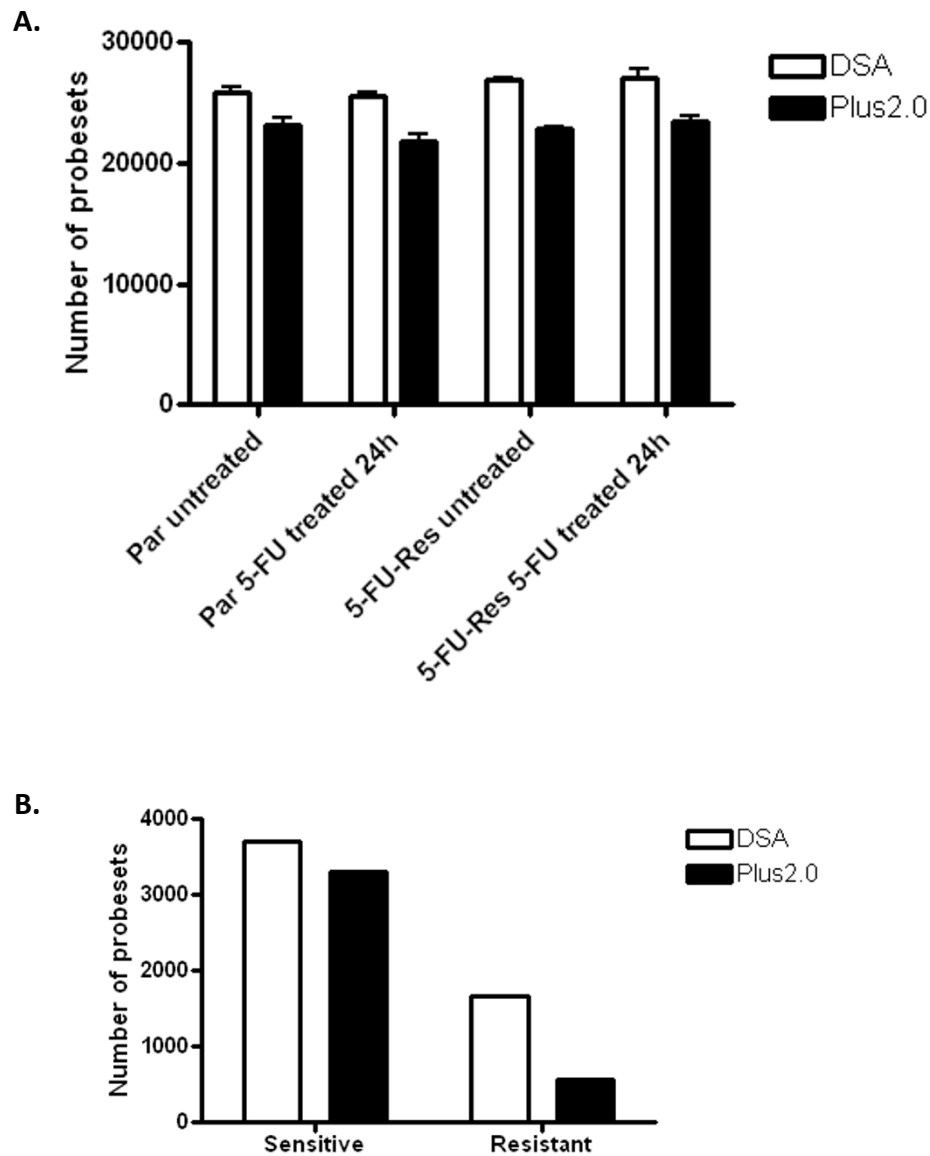 A.
30000
20000
10000
0
Number of probesets
DSA
Plus2.0
Par untreated
Par 5-FU treated 24h
5-FU-Res untreated
5-FU-Res 5-FU treated 24h
B.
4000
3000
2000
1000
0
Number of probesets
DSA
Plus2.0
Sensitive
Resistant